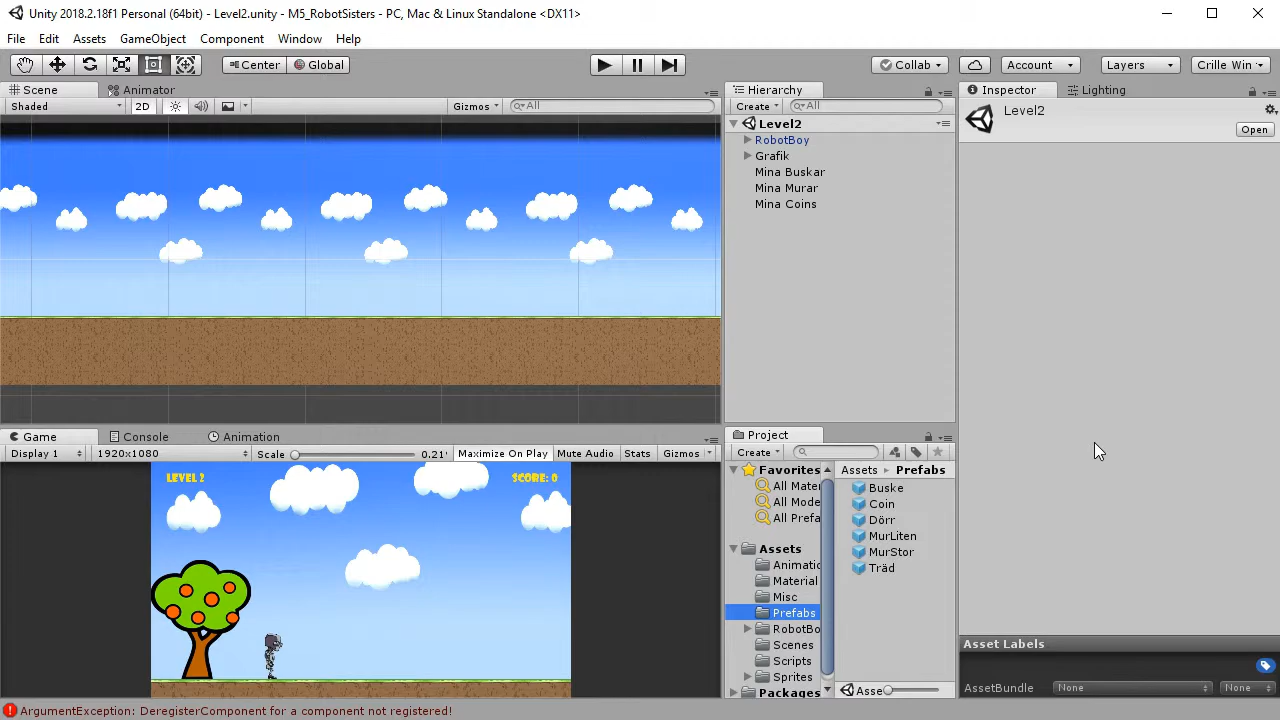 Unity 2018.2.18f1 Personal (64bit) - Level2.unity - M5_RobotSisters - PC, Mac & Linux Standalone <DX11>
File Edit Assets GameObject Component Window Help
Center Global Collab Account Layers Crille Win
Scene Animator
Shaded 2D Gizmos All
Hierarchy
Create All
Level2
RobotBoy
Grafik
Mina Buskar
Mina Murar
Mina Coins
Inspector Lighting
Level2
Open
Game Console Animation
Display 1 1920x1080 Scale 0.21' Maximize On Play Mute Audio Stats Gizmos
LEVEL 2 SCORE: 0
Project
Create
Favorites
All Mater
All Mode
All Prefa
Assets
Animatio
Material
Misc
Prefabs
RobotBo
Scenes
Scripts
Sprites
Packages
Assets Prefabs
Buske
Coin
Dörr
MurLiten
MurStor
Träd
Asse
Asset Labels
AssetBundle None None
ArgumentException: DeregisterComponent for a component not registered!